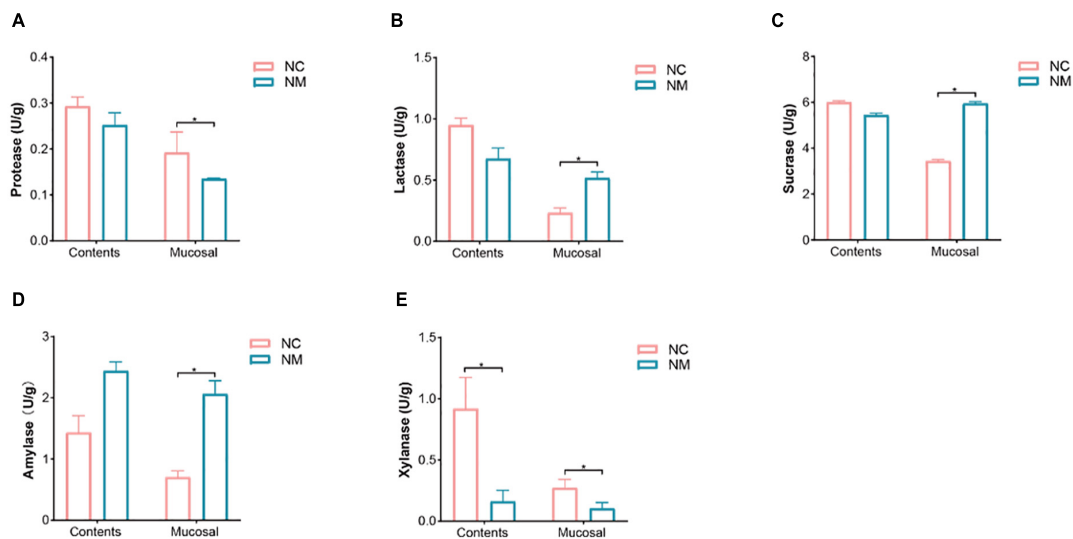 A
Protease (U/g)
0.4
0.3
0.2
0.1
0.0
*
Contents
Mucosal
NC
NM
B
Lactase (U/g)
1.5
1.0
0.5
0.0
*
Contents
Mucosal
NC
NM
C
Sucrase (U/g)
8
6
4
2
0
*
Contents
Mucosal
NC
NM
D
Amylase（U/g）
3
2
1
0
*
Contents
Mucosal
NC
NM
E
Xylanase (U/g)
1.5
1.0
0.5
0.0
*
*
Contents
Mucosal
NC
NM